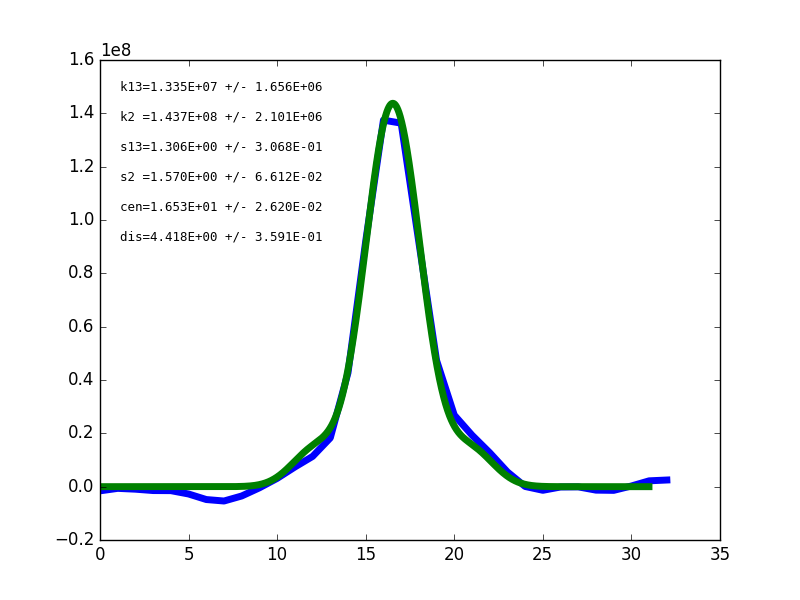 1e8
k13=1.335E+07 +/- 1.656E+06
k2 =1.437E+08 +/- 2.101E+06
s13=1.306E+00 +/- 3.068E-01
s2 =1.570E+00 +/- 6.612E-02
cen=1.653E+01 +/- 2.620E-02
dis=4.418E+00 +/- 3.591E-01
1.6
1.4
1.2
1.0
0.8
0.6
0.4
0.2
0.0
−0.2
0 5 10 15 20 25 30 35